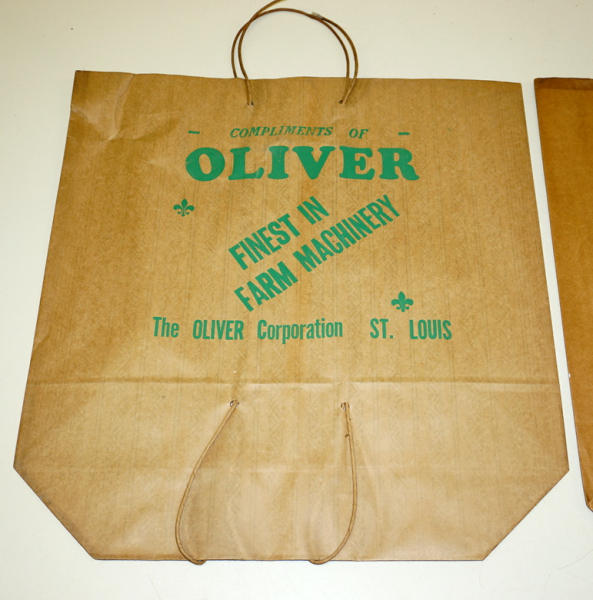 - COMPLIMENTS OF -
OLIVER
FINEST IN
FARM MACHINERY
The OLIVER Corporation ST. LOUIS